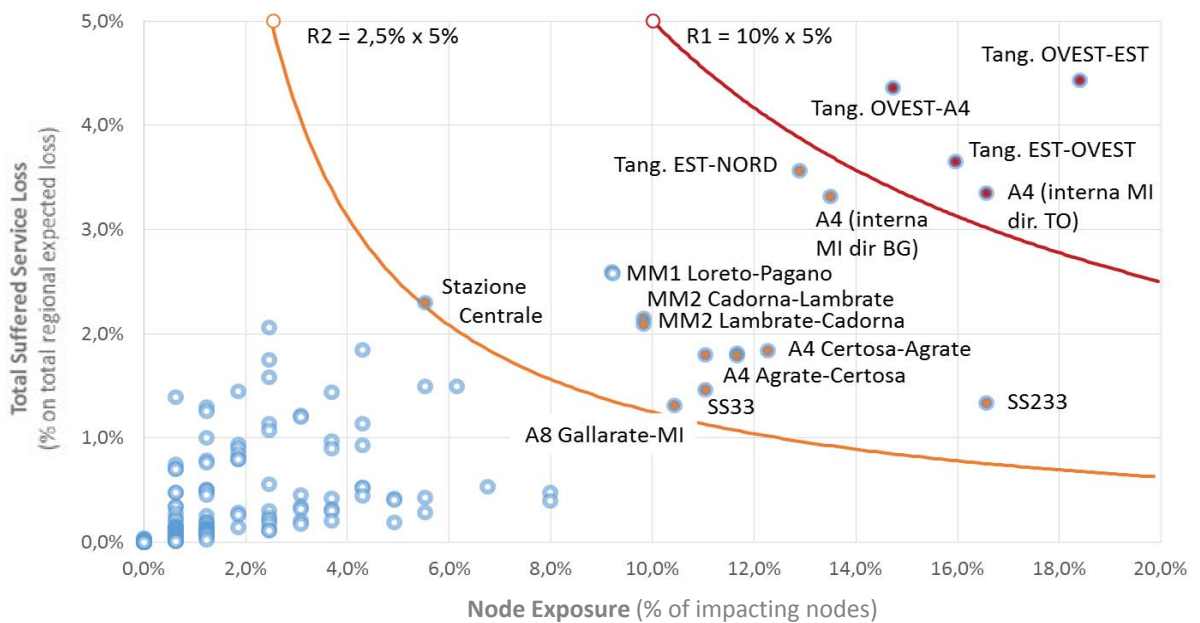 5,0%
R2 = 2,5% x 5%
R1 = 10% x 5%
Tang. OVEST-EST
Tang. OVEST-A4
4,0%
Tang. EST-OVEST
Tang. EST-NORD
A4 (interna MI
dir. TO)
A4 (interna
MI dir BG)
3,0%
MM1 Loreto-Pagano
Stazione
Centrale
MM2 Cadorna-Lambrate
MM2 Lambrate-Cadorna
2,0%
A4 Certosa-Agrate
A4 Agrate-Certosa
SS33
SS233
A8 Gallarate-MI
1,0%
0,0%
Total Suffered Service Loss
(% on total regional expected loss)
0,0%
2,0%
4,0%
6,0%
8,0%
10,0%
12,0%
14,0%
16,0%
18,0%
20,0%
Node Exposure (% of impacting nodes)